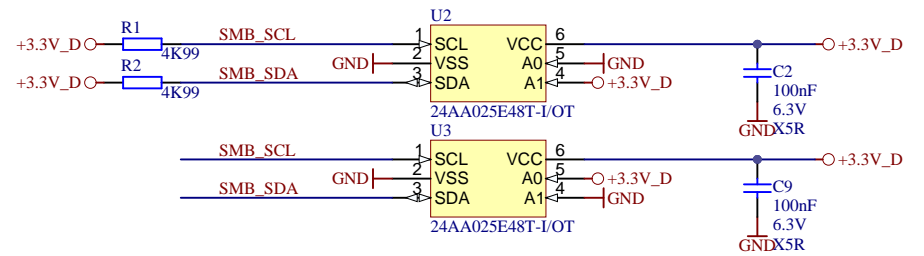 U2
R1
+3.3V_D
4K99
SMB_SCL
1
SCL
VCC
6
+3.3V_D
GND
2
VSS
A0
5
GND
R2
+3.3V_D
4K99
SMB_SDA
3
SDA
A1
4
+3.3V_D
24AA025E48T-I/OT
C2
100nF
6.3V
X5R
GND
U3
SMB_SCL
1
SCL
VCC
6
+3.3V_D
GND
2
VSS
A0
5
+3.3V_D
SMB_SDA
3
SDA
A1
4
GND
24AA025E48T-I/OT
C9
100nF
6.3V
X5R
GND